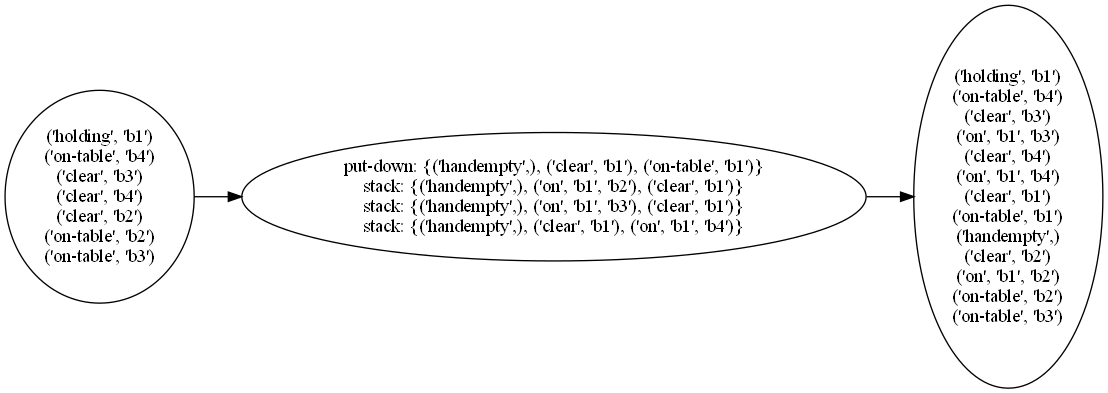 ('holding', 'b1')
('on-table', 'b4')
('clear', 'b3')
('clear', 'b4')
('clear', 'b2')
('on-table', 'b2')
('on-table', 'b3')
put-down: {('handempty',), ('clear', 'b1'), ('on-table', 'b1')}
stack: {('handempty',), ('on', 'b1', 'b2'), ('clear', 'b1')}
stack: {('handempty',), ('on', 'b1', 'b3'), ('clear', 'b1')}
stack: {('handempty',), ('clear', 'b1'), ('on', 'b1', 'b4')}
('holding', 'b1')
('on-table', 'b4')
('clear', 'b3')
('on', 'b1', 'b3')
('clear', 'b4')
('on', 'b1', 'b4')
('clear', 'b1')
('on-table', 'b1')
('handempty',)
('clear', 'b2')
('on', 'b1', 'b2')
('on-table', 'b2')
('on-table', 'b3')